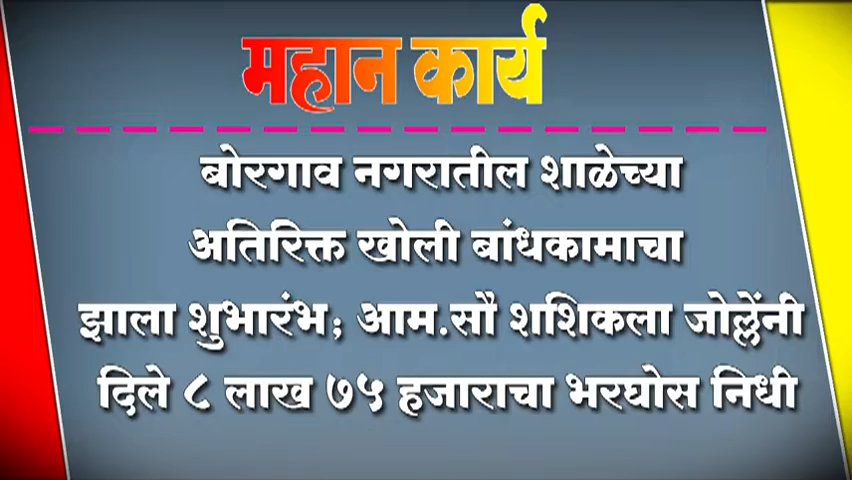 महान कार्य
बोरगाव नगरातील शाळेच्या
अतिरिक्त खोली बांधकामाचा
झाला शुभारंभ; आम.सौ शशिकला जोल्लेंनी
दिले ८ लाख ७५ हजाराचा भरघोस निधी